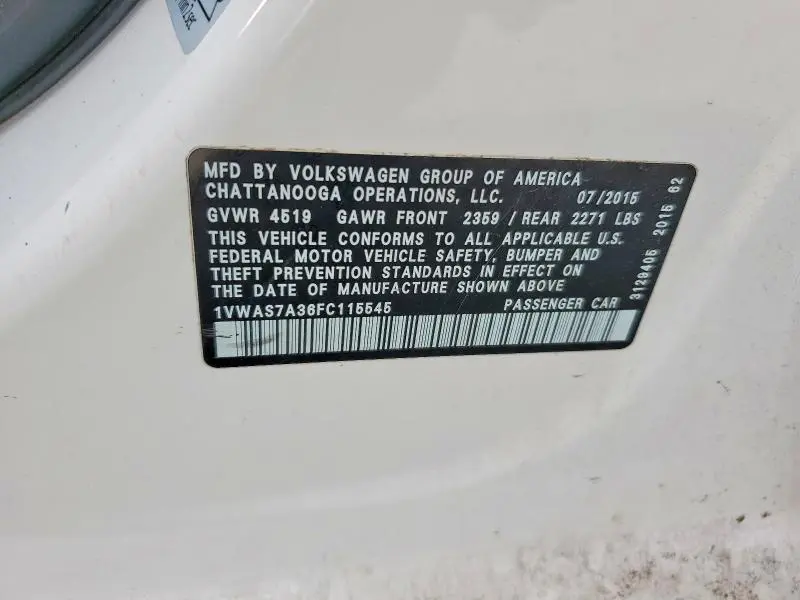 MFD BY VOLKSWAGEN GROUP OF AMERICA
CHATTANOOGA OPERATIONS, LLC. 07/2015
GVWR 4519 GAWR FRONT 2359 / REAR 2271 LBS
THIS VEHICLE CONFORMS TO ALL APPLICABLE U.S.
FEDERAL MOTOR VEHICLE SAFETY, BUMPER AND
THEFT PREVENTION STANDARDS IN EFFECT ON
THE DATE OF MANUFACTURE SHOWN ABOVE
1VWAS7A36FC115545 PASSENGER CAR
3129405 2015 62